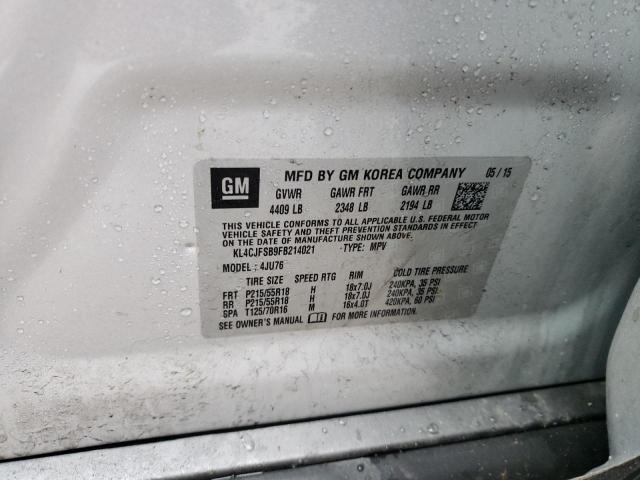 GM
MFD BY GM KOREA COMPANY 05/15
GVWR GAWR FRT GAWR RR
4409 LB 2348 LB 2194 LB
THIS VEHICLE CONFORMS TO ALL APPLICABLE U.S. FEDERAL MOTOR
VEHICLE SAFETY AND THEFT PREVENTION STANDARDS IN EFFECT
ON THE DATE OF MANUFACTURE SHOWN ABOVE.
KL4CJFSB9FB214021 TYPE: MPV
MODEL: 4JU76
TIRE SIZE SPEED RTG RIM COLD TIRE PRESSURE
FRT P215/55R18 H 18x7.0J 240KPA, 35 PSI
RR P215/55R18 H 18x7.0J 240KPA, 35 PSI
SPA T125/70R16 M 16x4.0T 420KPA, 60 PSI
SEE OWNER'S MANUAL FOR MORE INFORMATION.